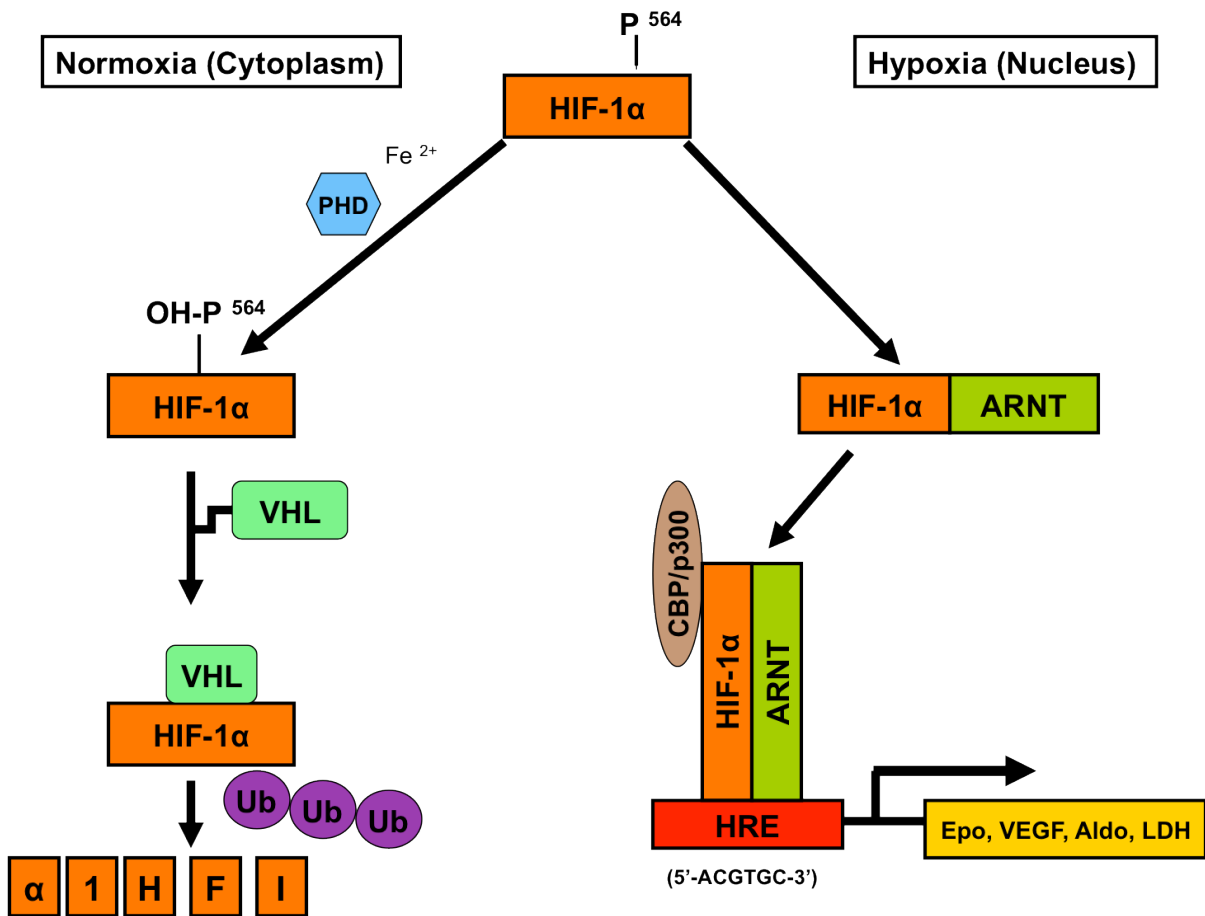 P 564
Normoxia (Cytoplasm)
Hypoxia (Nucleus)
HIF-1α
Fe 2+
PHD
OH-P 564
HIF-1α
HIF-1α ARNT
VHL
CBP/p300
HIF-1α
ARNT
VHL
HIF-1α
Ub Ub Ub
HRE
Epo, VEGF, Aldo, LDH
(5’-ACGTGC-3’)
α 1 H F I